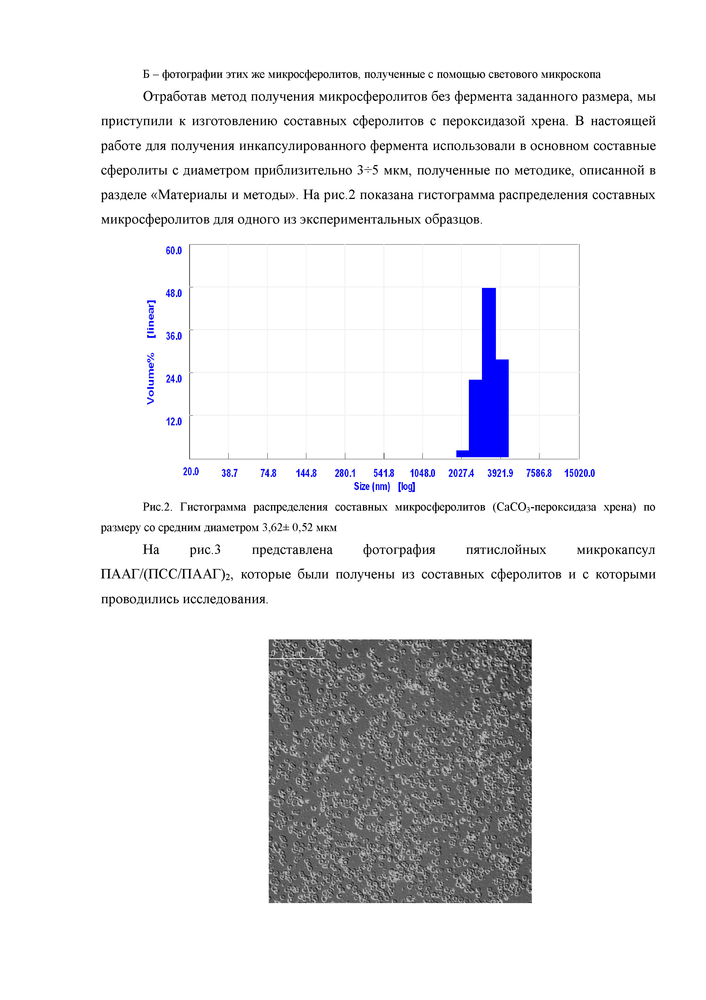 Б – фотографии этих же микросферолитов, полученные с помощью светового микроскопа
Отработав метод получения микросферолитов без фермента заданного размера, мы
приступили к изготовлению составных сферолитов с пероксидазой хрена. В настоящей
работе для получения инкапсулированного фермента использовали в основном составные
сферолиты с диаметром приблизительно 3÷5 мкм, полученные по методике, описанной в
разделе «Материалы и методы». На рис.2 показана гистограмма распределения составных
микросферолитов для одного из экспериментальных образцов.
60.0
48.0
36.0
24.0
12.0
Volume% [linear]
20.0 38.7 74.8 144.8 280.1 541.8 1048.0 2027.4 3921.9 7586.8 15020.0
Size (nm) [log]
Рис.2. Гистограмма распределения составных микросферолитов (CaCO₃-пероксидаза хрена) по
размеру со средним диаметром 3,62± 0,52 мкм
На рис.3 представлена фотография пятислойных микрокапсул
ПААГ/(ПСС/ПААГ)₂, которые были получены из составных сферолитов и с которыми
проводились исследования.
0 µm 75